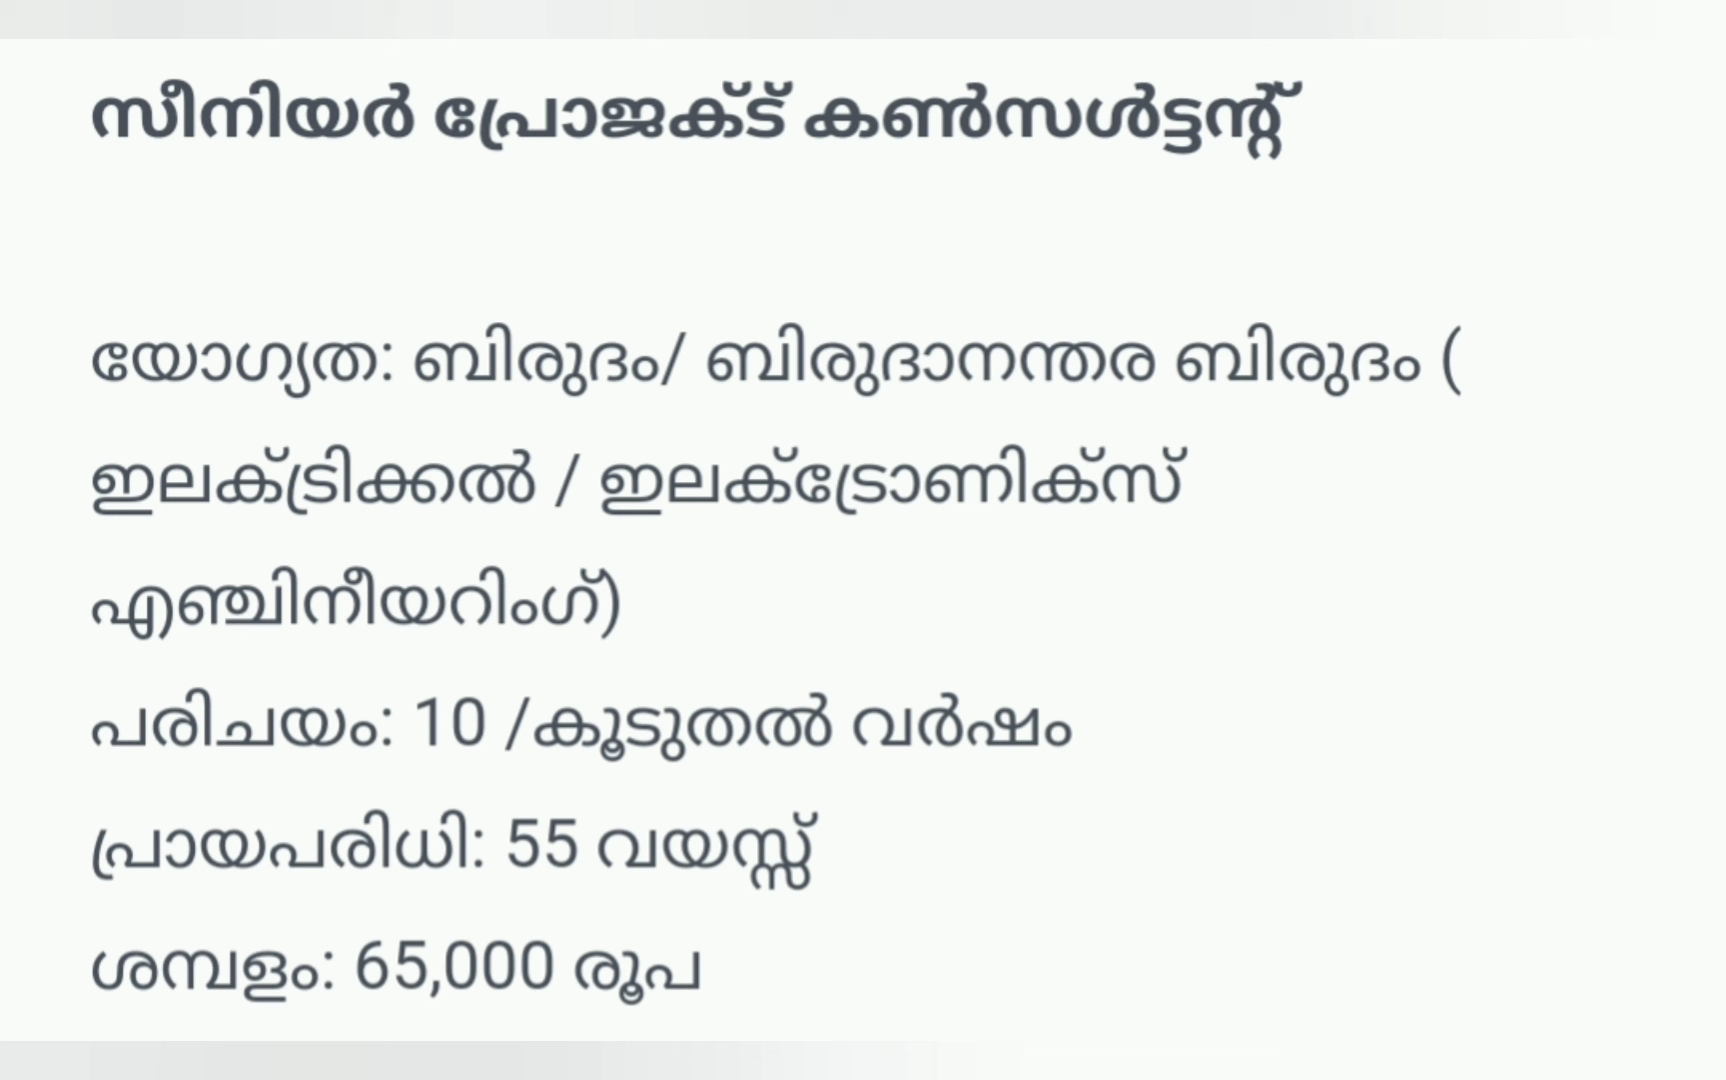 സീനിയർ പ്രോജക്ട് കൺസൾട്ടന്റ്
യോഗ്യത: ബിരുദം/ ബിരുദാനന്തര ബിരുദം (
ഇലക്ട്രിക്കൽ / ഇലക്ട്രോണിക്സ്
എഞ്ചിനീയറിംഗ്)
പരിചയം: 10 /കൂടുതൽ വർഷം
പ്രായപരിധി: 55 വയസ്സ്
ശമ്പളം: 65,000 രൂപ